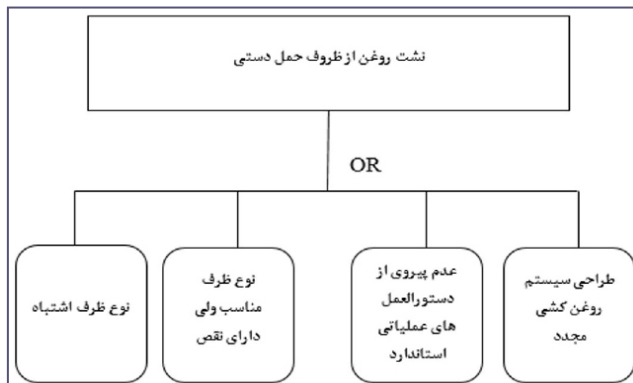 نشت روغن از ظروف حمل دستی
OR
طراحی سیستم
روغن کشی
مجدد
عدم پیروی از
دستورالعمل
های عملیاتی
استاندارد
نوع ظرف
مناسب ولی
دارای نقص
نوع ظرف اشتباه